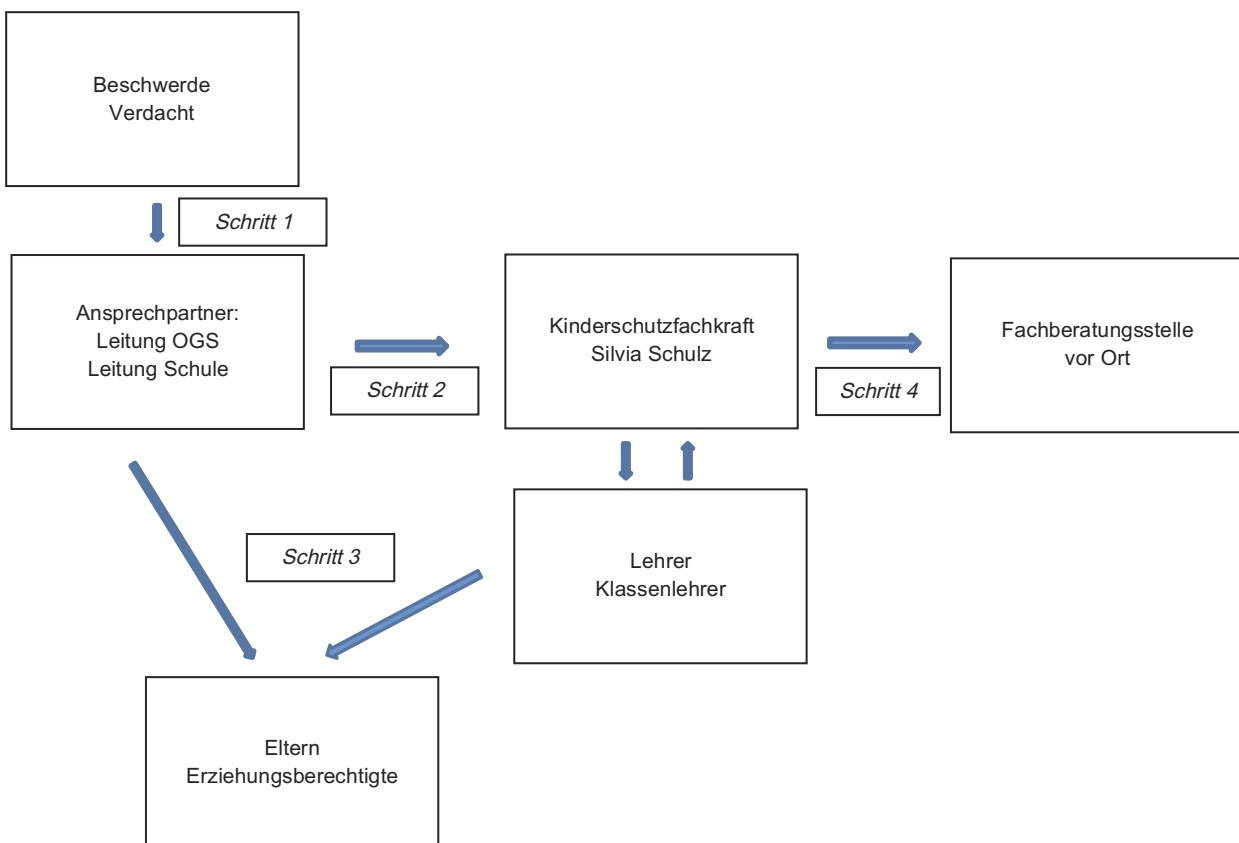 Beschwerde
Verdacht
Schritt 1
Ansprechpartner:
Leitung OGS
Leitung Schule
Schritt 2
Kinderschutzfachkraft
Silvia Schulz
Schritt 4
Fachberatungsstelle
vor Ort
Schritt 3
Lehrer
Klassenlehrer
Eltern
Erziehungsberechtigte